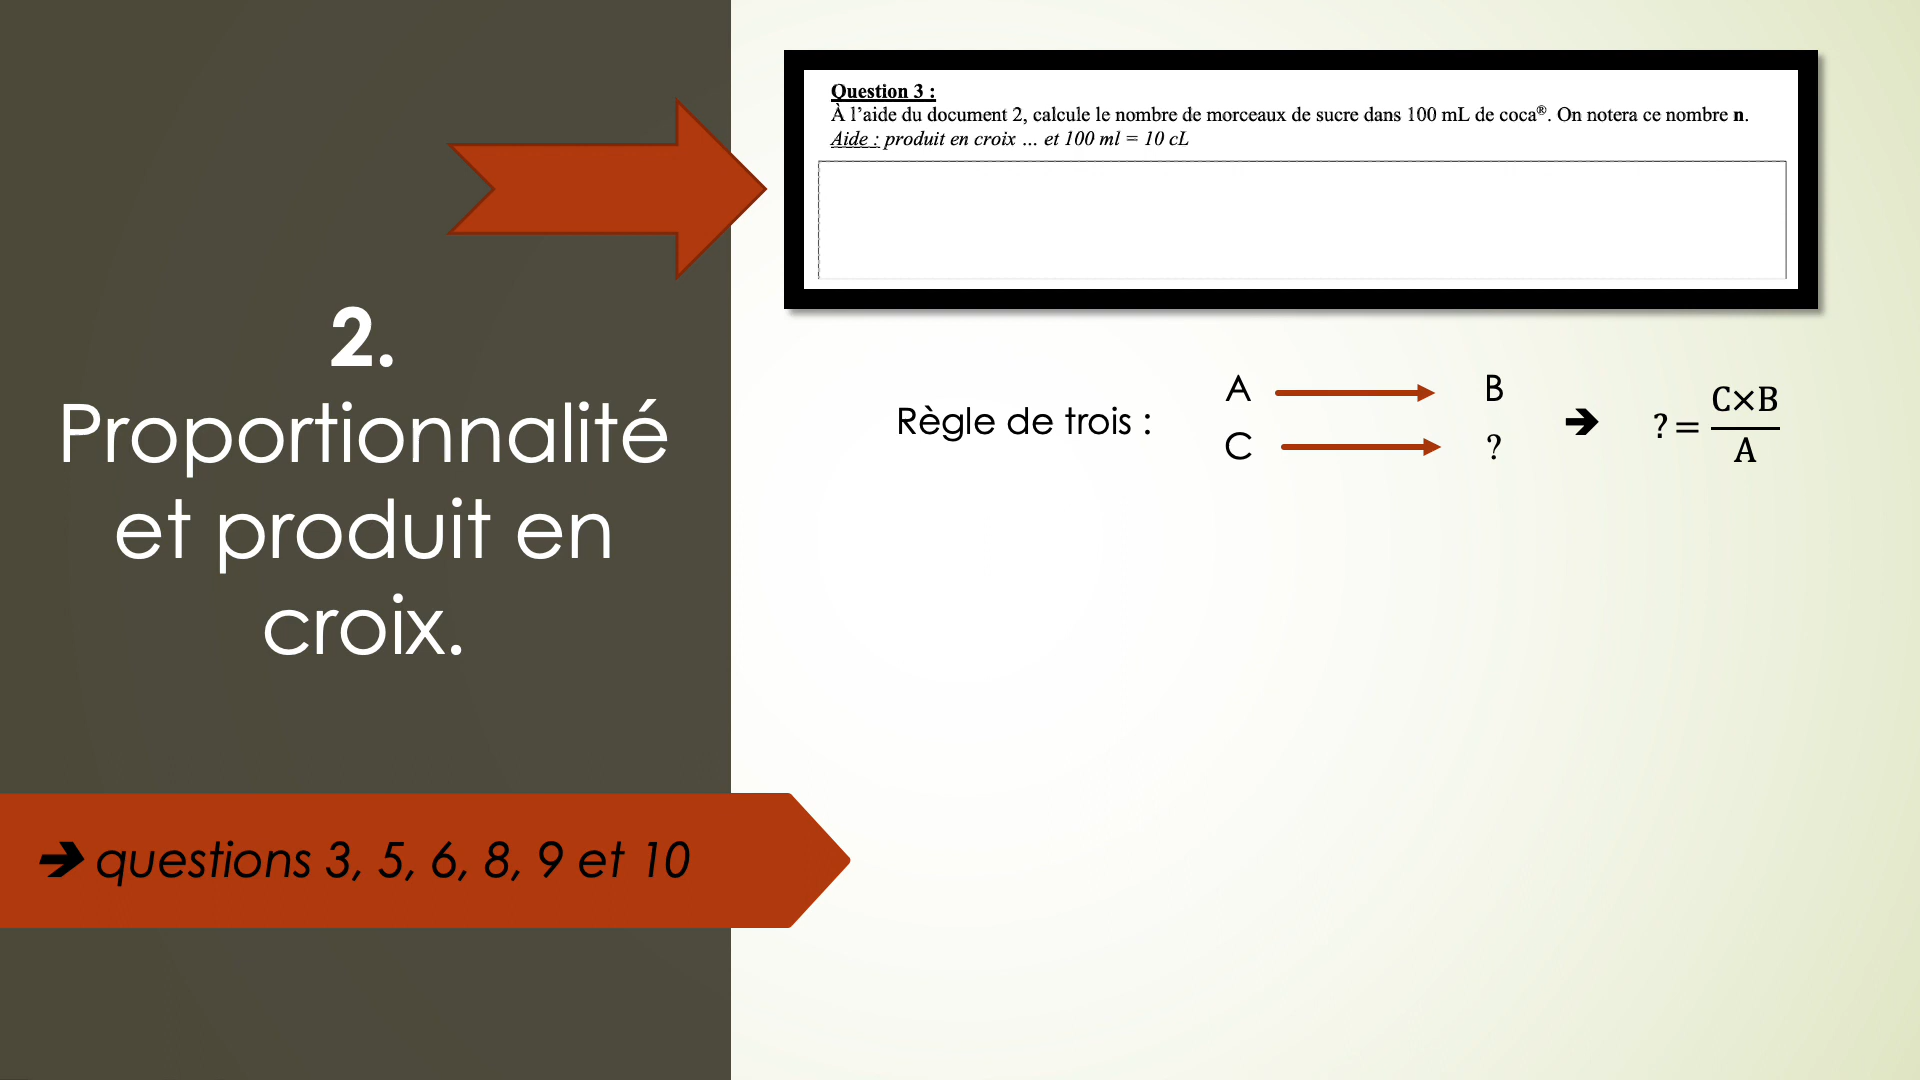 2.
Proportionnalité
et produit en
croix.
➔ questions 3, 5, 6, 8, 9 et 10
Question 3 :
À l’aide du document 2, calcule le nombre de morceaux de sucre dans 100 mL de coca®. On notera ce nombre n.
Aide : produit en croix ... et 100 ml = 10 cL
Règle de trois :
A B
C ?
➔ ? = C×B / A